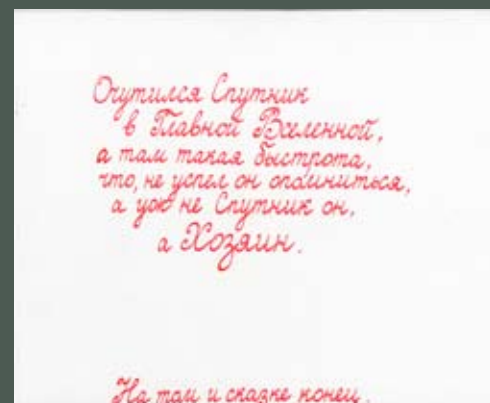 Очутился Спутник
в Главной Вселенной,
а там такая быстрота,
что, не успел он опомниться,
а уж не Спутник он,
а Хозяин.
На том и сказке конец.